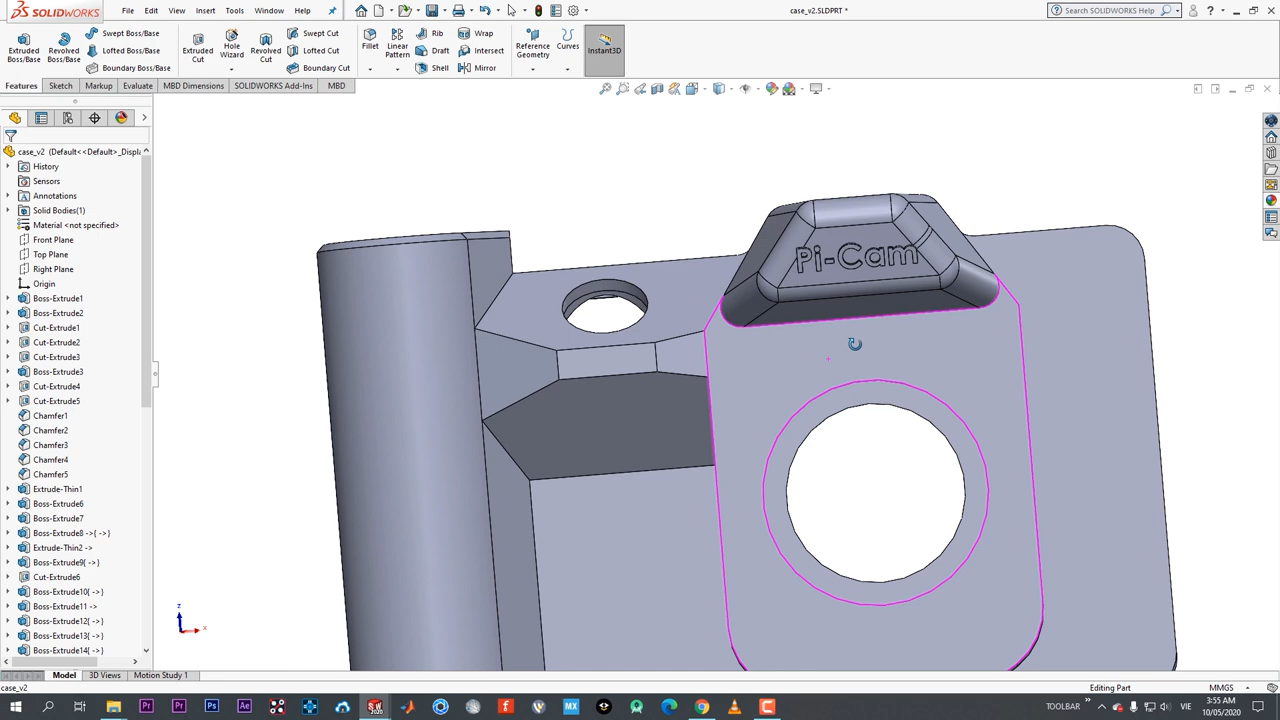 SOLIDWORKS
File Edit View Insert Tools Window Help
case_v2.SLDPRT *
Search SOLIDWORKS Help
Extruded Boss/Base
Revolved Boss/Base
Swept Boss/Base
Lofted Boss/Base
Boundary Boss/Base
Extruded Cut
Hole Wizard
Revolved Cut
Swept Cut
Lofted Cut
Boundary Cut
Fillet
Linear Pattern
Rib
Draft
Shell
Wrap
Intersect
Mirror
Reference Geometry
Curves
Instant3D
Features Sketch Markup Evaluate MBD Dimensions SOLIDWORKS Add-Ins MBD
case_v2 (Default<<Default>_Displa
History
Sensors
Annotations
Solid Bodies(1)
Material <not specified>
Front Plane
Top Plane
Right Plane
Origin
Boss-Extrude1
Boss-Extrude2
Cut-Extrude1
Cut-Extrude2
Cut-Extrude3
Boss-Extrude3
Cut-Extrude4
Cut-Extrude5
Chamfer1
Chamfer2
Chamfer3
Chamfer4
Chamfer5
Extrude-Thin1
Boss-Extrude6
Boss-Extrude7
Boss-Extrude8 ->{ ->}
Extrude-Thin2 ->
Boss-Extrude9{ ->}
Cut-Extrude6
Boss-Extrude10{ ->}
Boss-Extrude11 ->
Boss-Extrude12{ ->}
Boss-Extrude13{ ->}
Boss-Extrude14{ ->}
Pi-Cam
z
x
Model 3D Views Motion Study 1
case_v2
Editing Part
MMGS
TOOLBAR
VIE
3:55 AM
10/05/2020